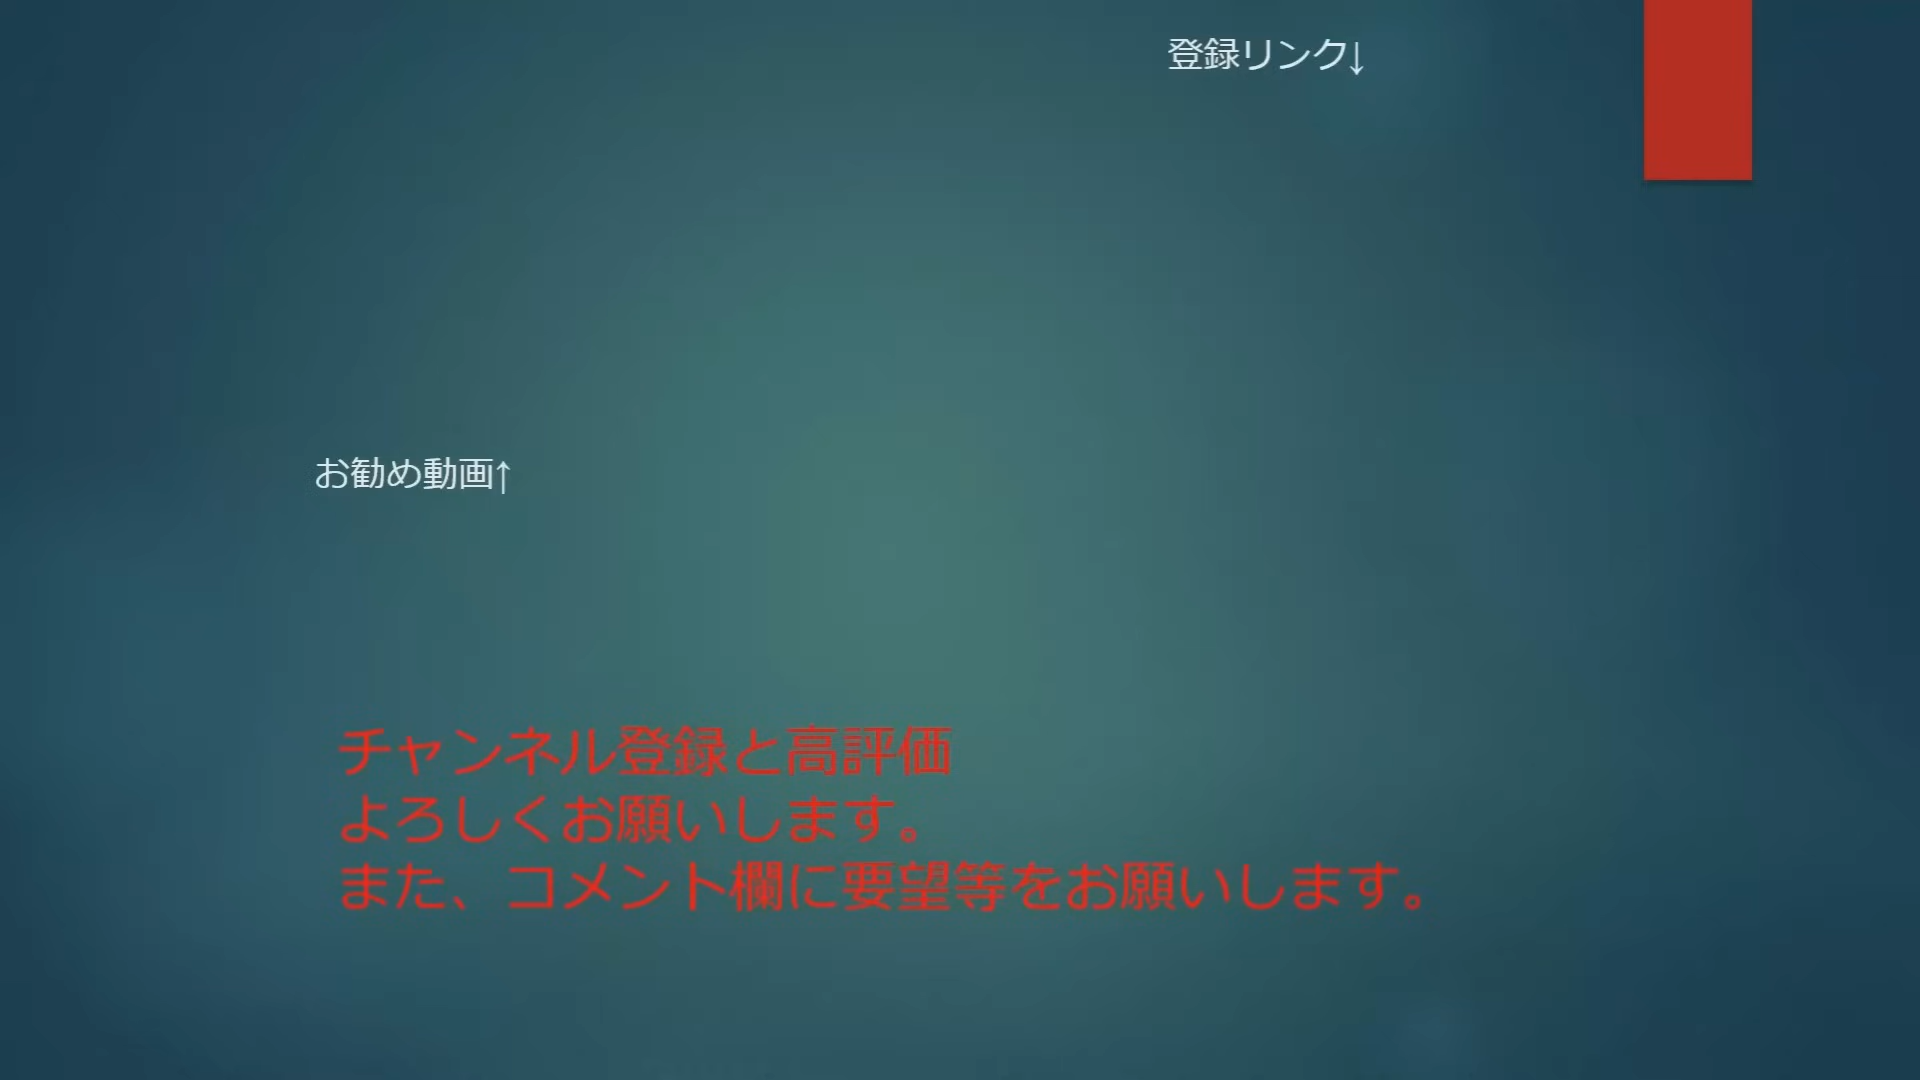 登録リンク↓
お勧め動画↑
チャンネル登録と高評価
よろしくお願いします。
また、コメント欄に要望等をお願いします。